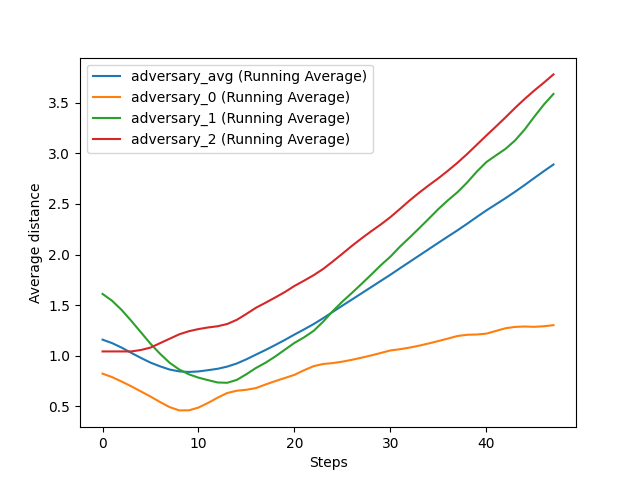 adversary_avg (Running Average)
adversary_0 (Running Average)
adversary_1 (Running Average)
adversary_2 (Running Average)
3.5
3.0
2.5
2.0
1.5
1.0
0.5
Average distance
0 10 20 30 40
Steps